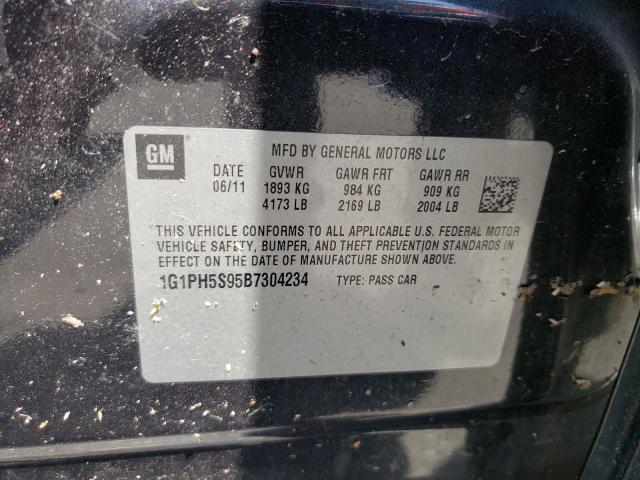 GM
MFD BY GENERAL MOTORS LLC
DATE GVWR GAWR FRT GAWR RR
06/11 1893 KG 984 KG 909 KG
4173 LB 2169 LB 2004 LB
THIS VEHICLE CONFORMS TO ALL APPLICABLE U.S. FEDERAL MOTOR
VEHICLE SAFETY, BUMPER, AND THEFT PREVENTION STANDARDS IN
EFFECT ON THE DATE OF MANUFACTURE SHOWN ABOVE.
1G1PH5S95B7304234 TYPE: PASS CAR